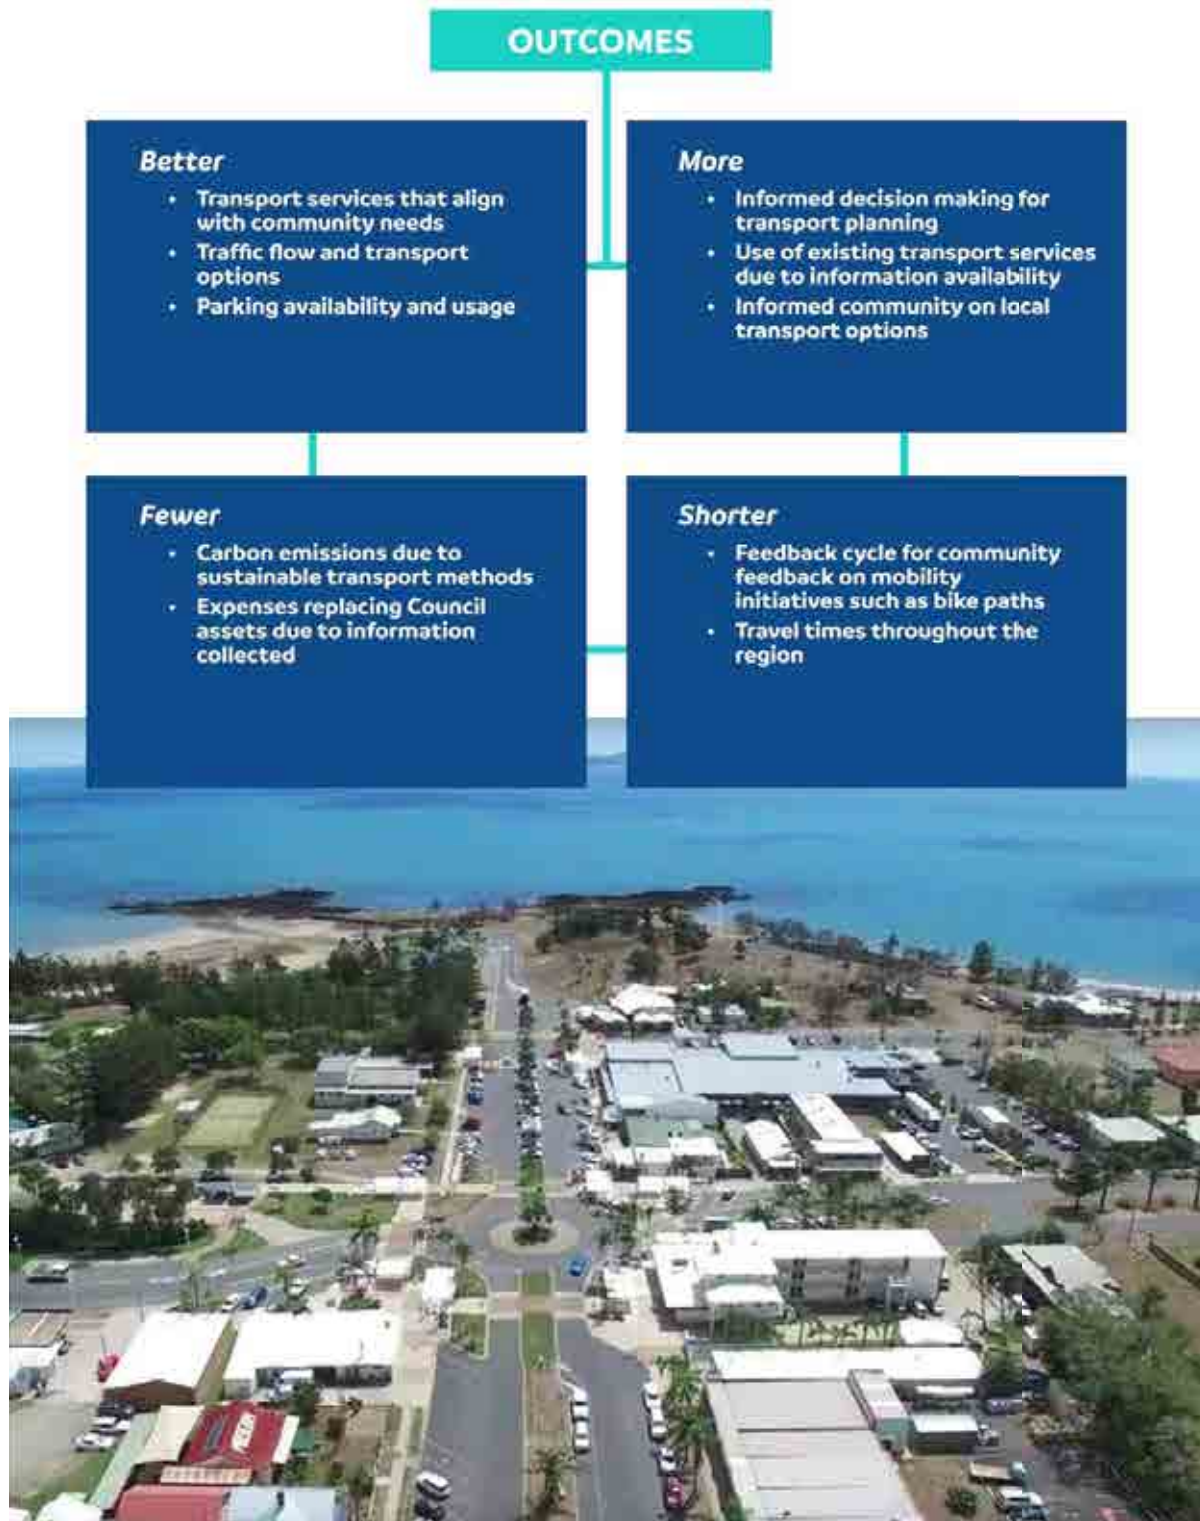 OUTCOMES
Better
• Transport services that align
with community needs
• Traffic flow and transport
options
• Parking availability and usage
More
• Informed decision making for
transport planning
• Use of existing transport services
due to information availability
• Informed community on local
transport options
Fewer
• Carbon emissions due to
sustainable transport methods
• Expenses replacing Council
assets due to information
collected
Shorter
• Feedback cycle for community
feedback on mobility
initiatives such as bike paths
• Travel times throughout the
region